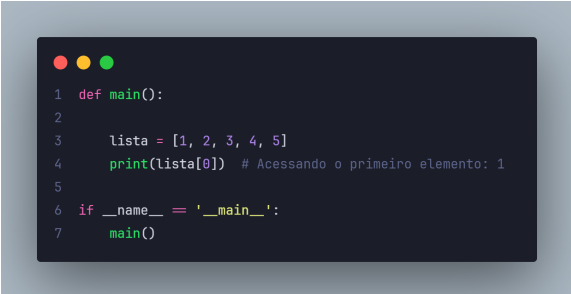 1 def main():
2
3     lista = [1, 2, 3, 4, 5]
4     print(lista[0])  # Acessando o primeiro elemento: 1
5
6 if __name__ == '__main__':
7     main()